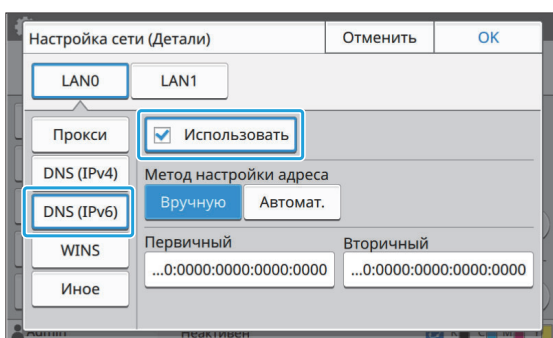 Настройка сети (Детали) Отменить OK
LAN0 LAN1
Прокси Использовать
DNS (IPv4) Метод настройки адреса
DNS (IPv6) Вручную Автомат.
WINS Первичный Вторичный
...0:0000:0000:0000:0000 ...0:0000:0000:0000:0000
Иное
Admin Неактивен